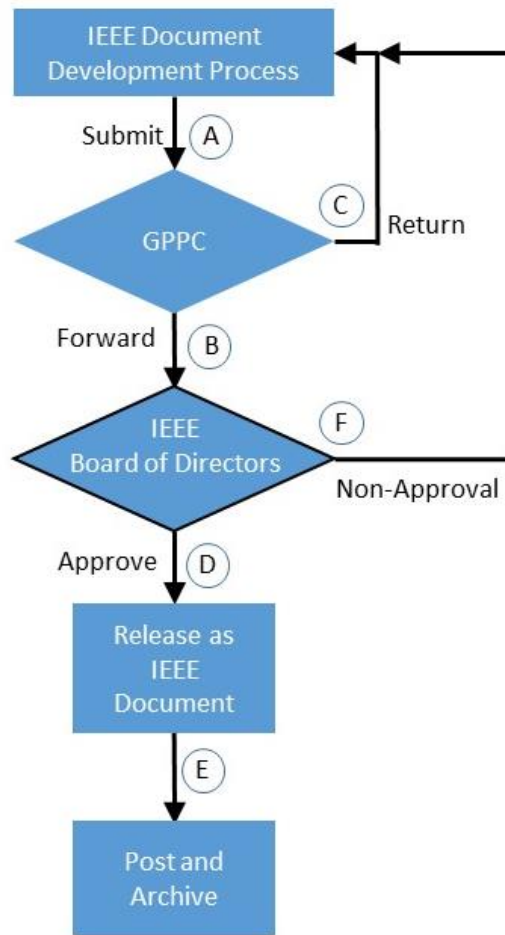 IEEE Document
Development Process
Submit
A
C
Return
GPPC
Forward
B
IEEE
Board of Directors
F
Non-Approval
Approve
D
Release as
IEEE
Document
E
Post and
Archive